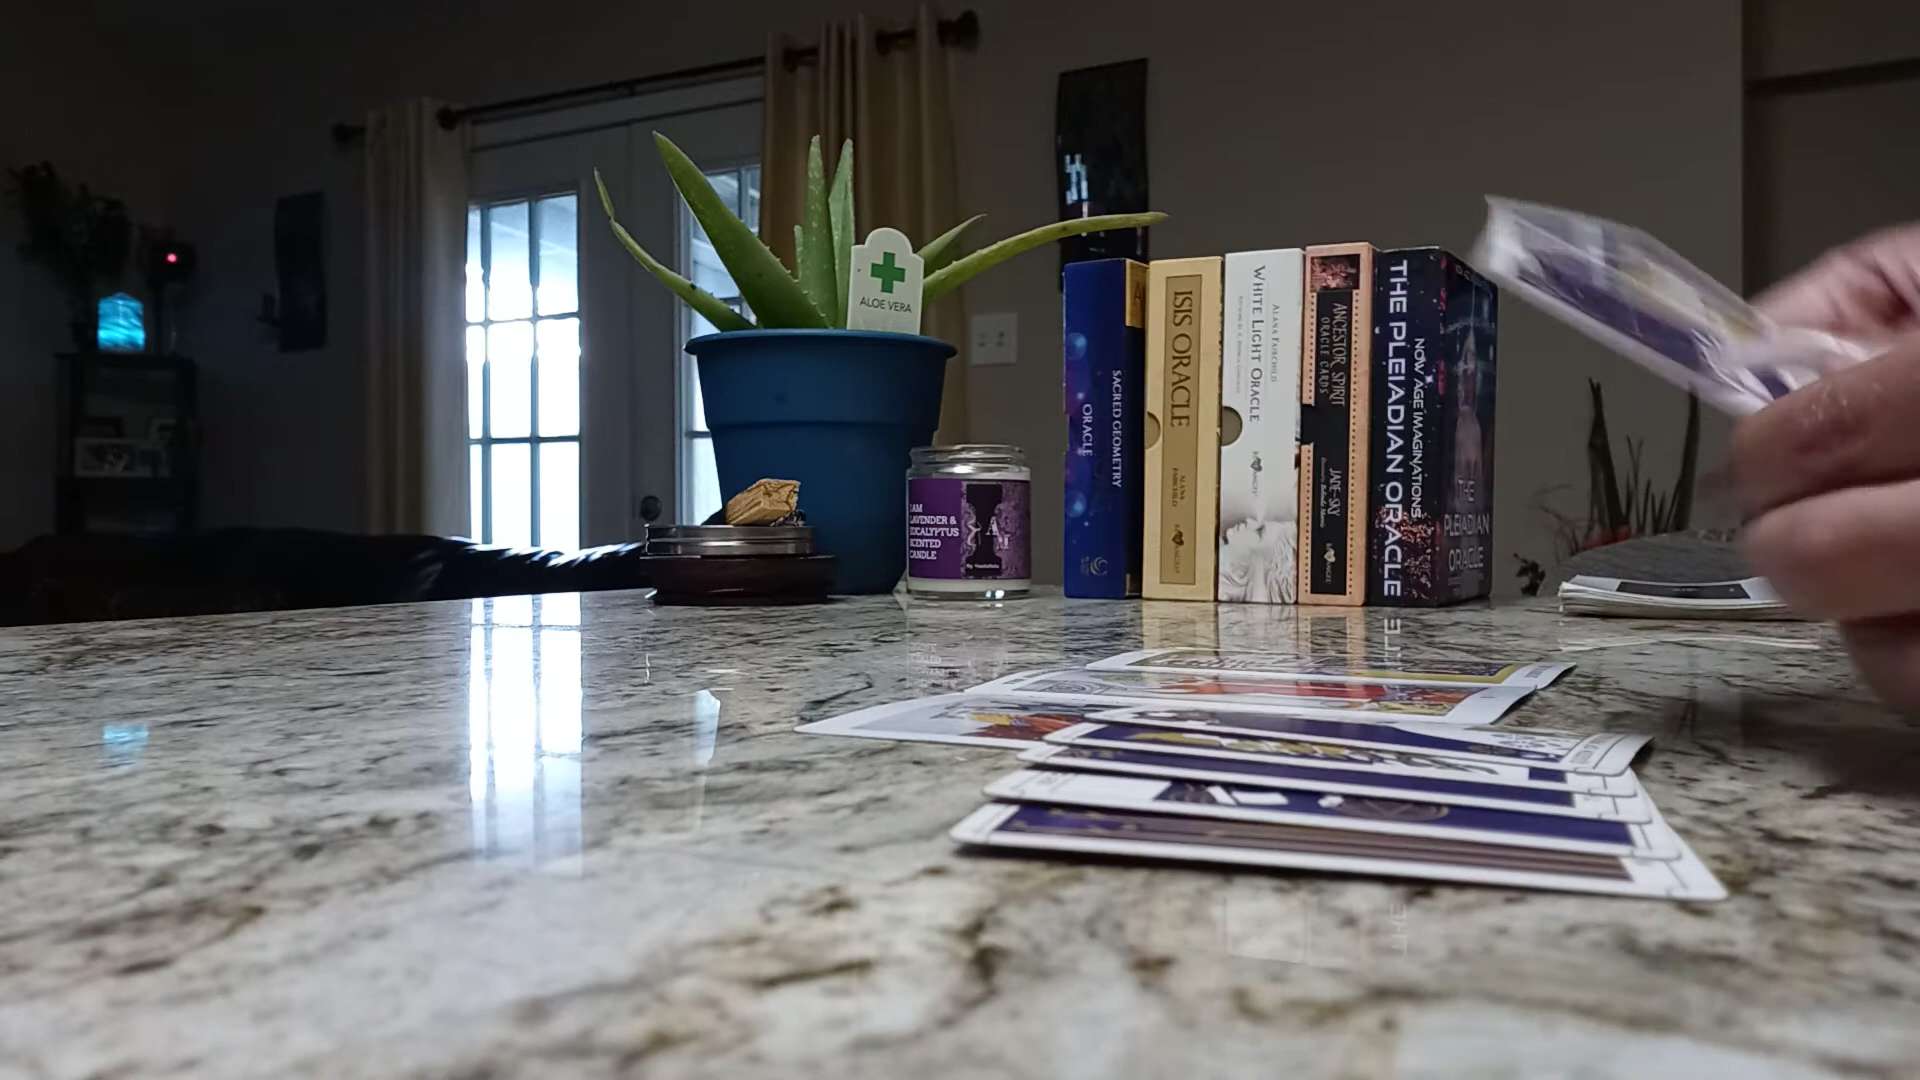 ALOE VERA
I AM
LAVENDER &
EUCALYPTUS
SCENTED
CANDLE
SACRED GEOMETRY
ORACLE
ISIS ORACLE
ALANA
FAIRCHILD
WHITE LIGHT ORACLE
ALANA FAIRCHILD
ANCESTOR SPIRIT
ORACLE CARDS
JADE-SKY
THE PLEIADIAN ORACLE
NOW AGE IMAGINATIONS
THE
PLEIADIAN
ORACLE